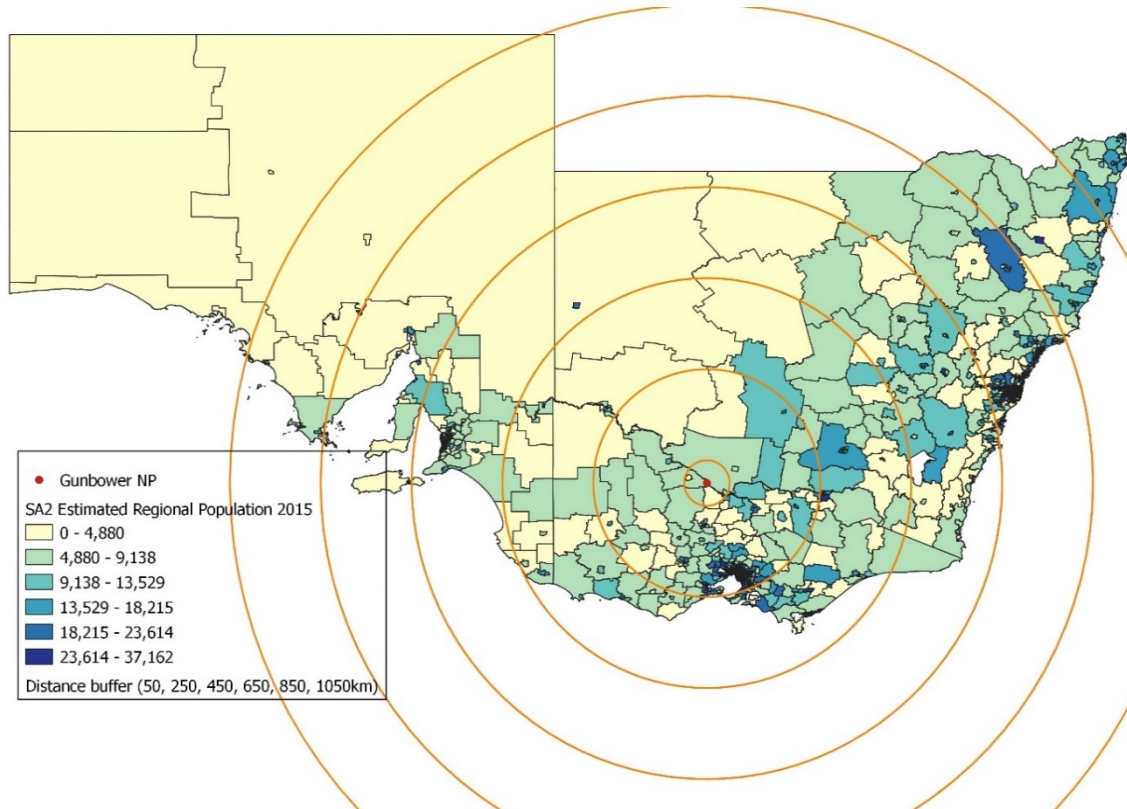 Gunbower NP
SA2 Estimated Regional Population 2015
0 - 4,880
4,880 - 9,138
9,138 - 13,529
13,529 - 18,215
18,215 - 23,614
23,614 - 37,162
Distance buffer (50, 250, 450, 650, 850, 1050km)